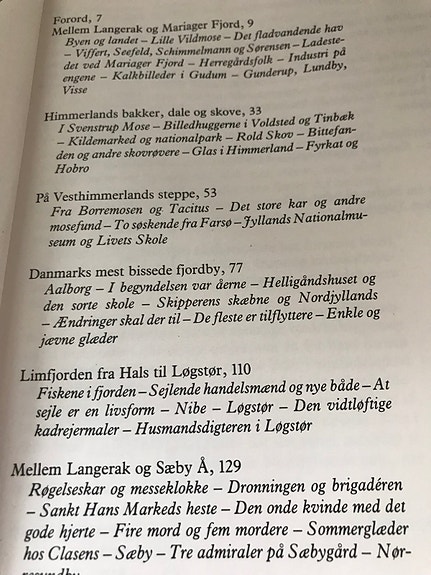 Forord, 7
Mellem Langerak og Mariager Fjord, 9
Byen og landet – Lille Vildmose – Det fladvandede hav
– Viffert, Seefeld, Schimmelmann og Sørensen – Ladeste-
det ved Mariager Fjord – Herregårdsfolk – Industri på
engene – Kalkbilleder i Gudum – Gunderup, Lundby,
Visse
Himmerlands bakker, dale og skove, 33
I Svenstrup Mose – Billedhuggerne i Voldsted og Tinbæk
– Kildemarked og nationalpark – Rold Skov – Bittefan-
den og andre skovrøvere – Glas i Himmerland – Fyrkat og
Hobro
På Vesthimmerlands steppe, 53
Fra Borremosen og Tacitus – Det store kar og andre
mosefund – To søskende fra Farsø – Jyllands Nationalmu-
seum og Livets Skole
Danmarks mest bissede fjordby, 77
Aalborg – I begyndelsen var åerne – Helligåndshuset og
den sorte skole – Skipperens skæbne og Nordjyllands
– Ændringer skal der til – De fleste er tilflyttere – Enkle og
jævne glæder
Limfjorden fra Hals til Løgstør, 110
Fiskene i fjorden – Sejlende handelsmænd og nye både – At
sejle er en livsform – Nibe – Løgstør – Den vidtløftige
kadrejermaler – Husmandsdigteren i Løgstør
Mellem Langerak og Sæby Å, 129
Røgelseskar og messeklokke – Dronningen og brigadéren
– Sankt Hans Markeds heste – Den onde kvinde med det
gode hjerte – Fire mord og fem mordere – Sommerglæder
hos Clasens – Sæby – Tre admiraler på Sæbygård – Nør-
resundby